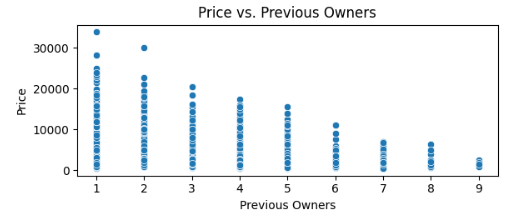 Price vs. Previous Owners
30000
20000
10000
0
Price
1 2 3 4 5 6 7 8 9
Previous Owners